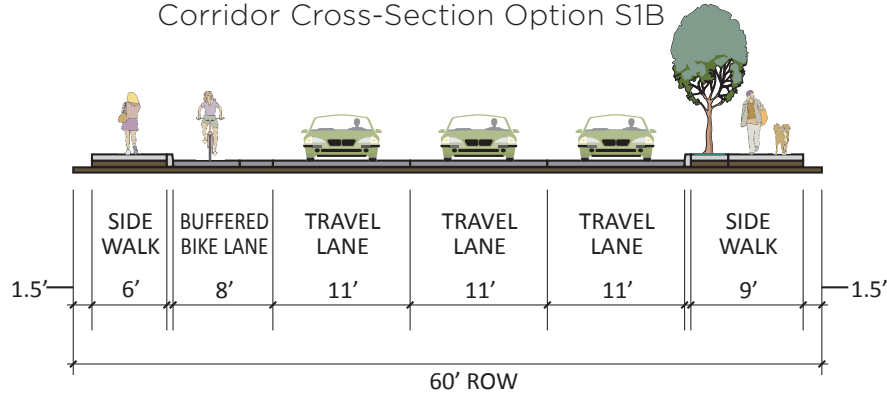 Corridor Cross-Section Option S1B
SIDE WALK
BUFFERED BIKE LANE
TRAVEL LANE
TRAVEL LANE
TRAVEL LANE
SIDE WALK
1.5’ 6’ 8’ 11’ 11’ 11’ 9’ 1.5’
60’ ROW